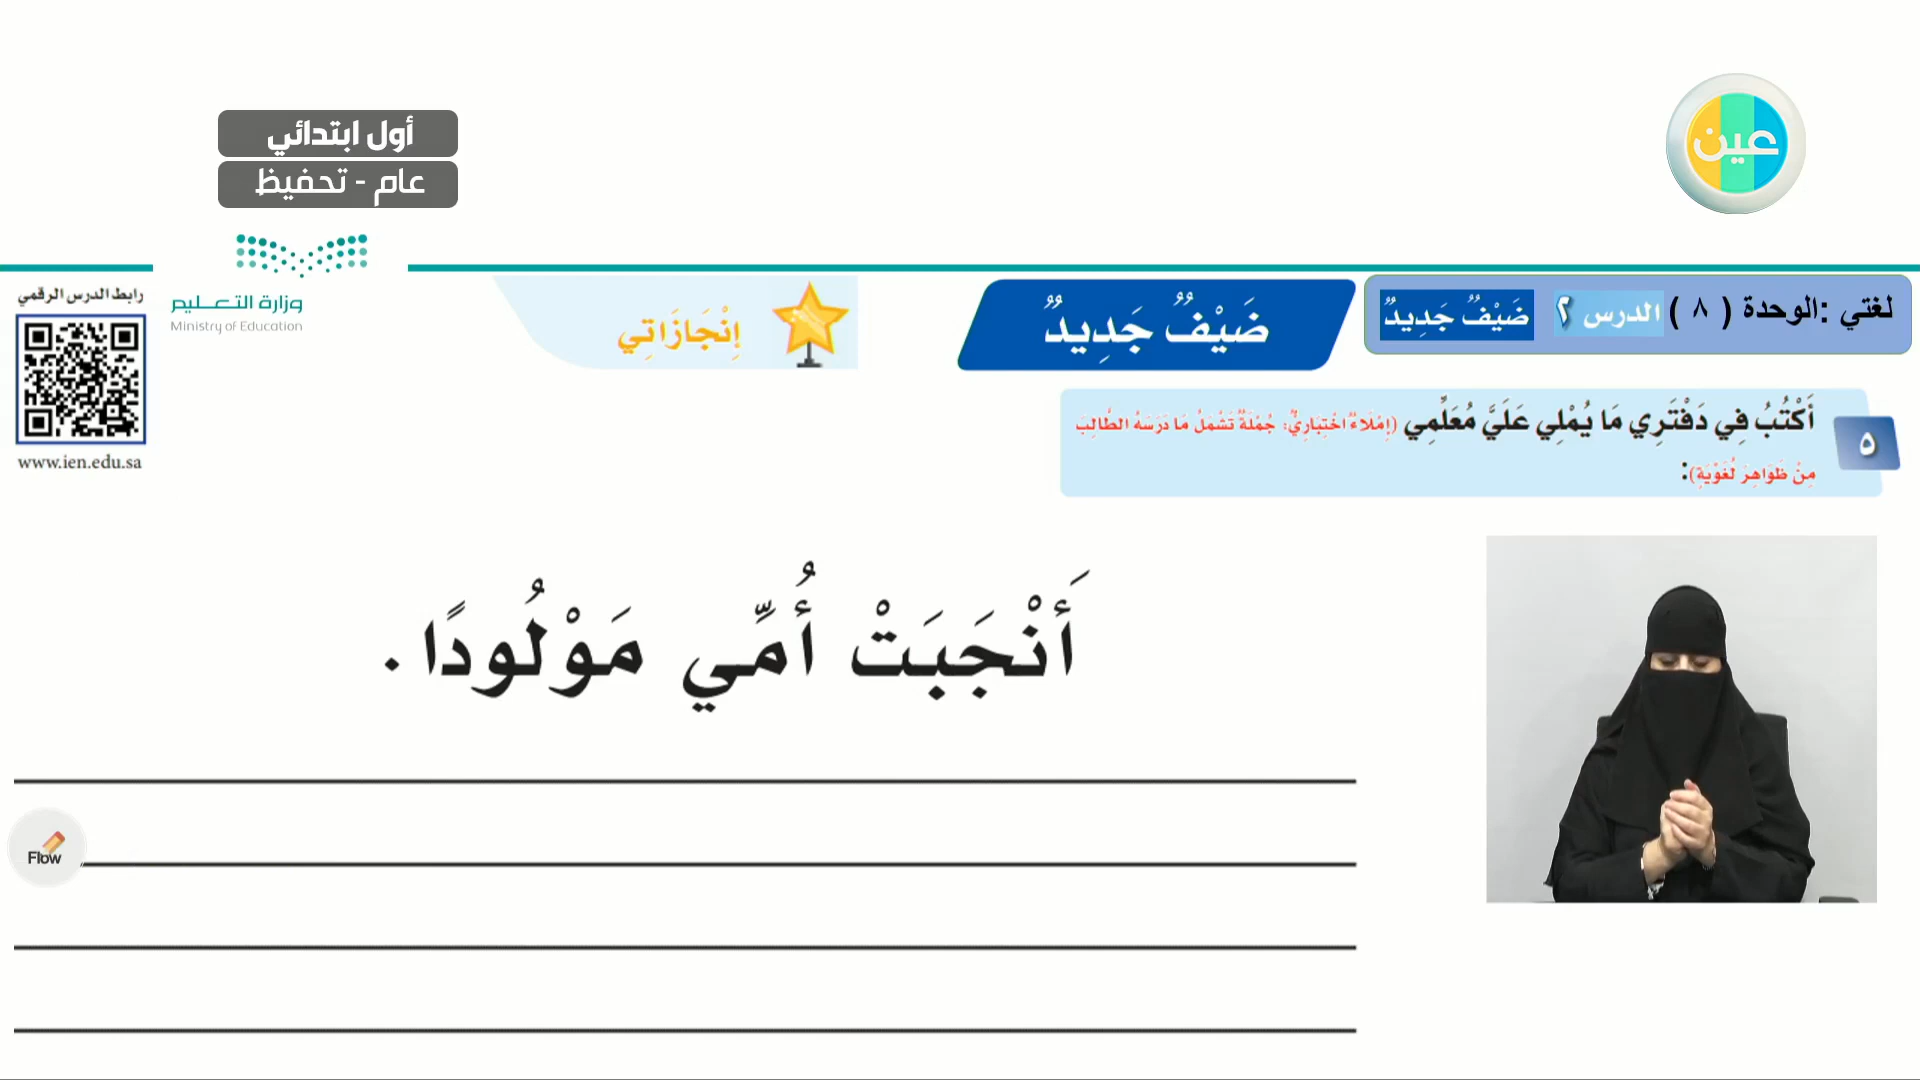 عين
أول ابتدائي
عام - تحفيظ
وزارة التعليم
Ministry of Education
رابط الدرس الرقمي
www.ien.edu.sa
لغتي :الوحدة ( ٨ ) الدرس ٢ ضَيْفٌ جَدِيدٌ
ضَيْفٌ جَدِيدٌ
إِنْجَازَاتِي
٥
أَكْتُبُ فِي دَفْتَرِي مَا يُمْلِي عَلَيَّ مُعَلِّمِي (إِمْلَاءٌ اخْتِبَارِيٌّ: جُمْلَةٌ تَشْمَلُ مَا دَرَسَهُ الطَّالِبَ
مِنْ ظَوَاهِرَ لُغَوِيَّةٍ):
أَنْجَبَتْ أُمِّي مَوْلُودًا .
Flow